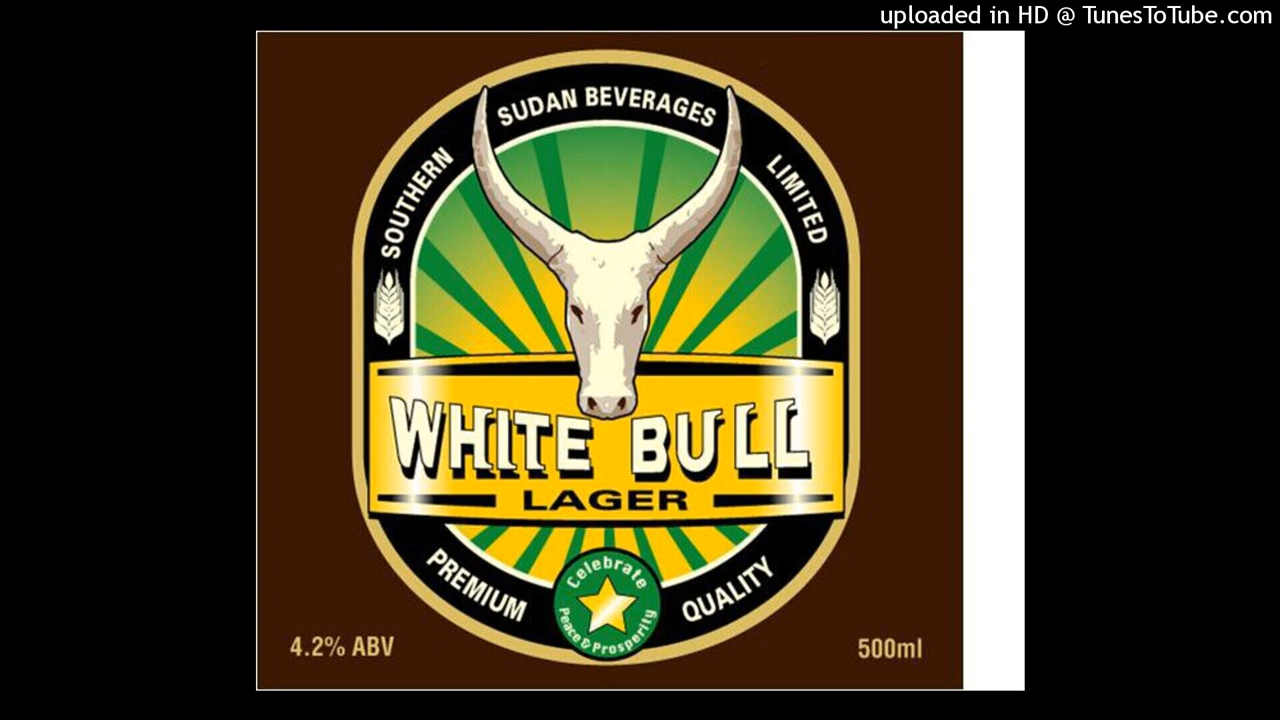 uploaded in HD @ TunesToTube.com
SOUTHERN SUDAN BEVERAGES LIMITED
WHITE BULL
LAGER
PREMIUM QUALITY
Celebrate
Peace & Prosperity
4.2% ABV
500ml